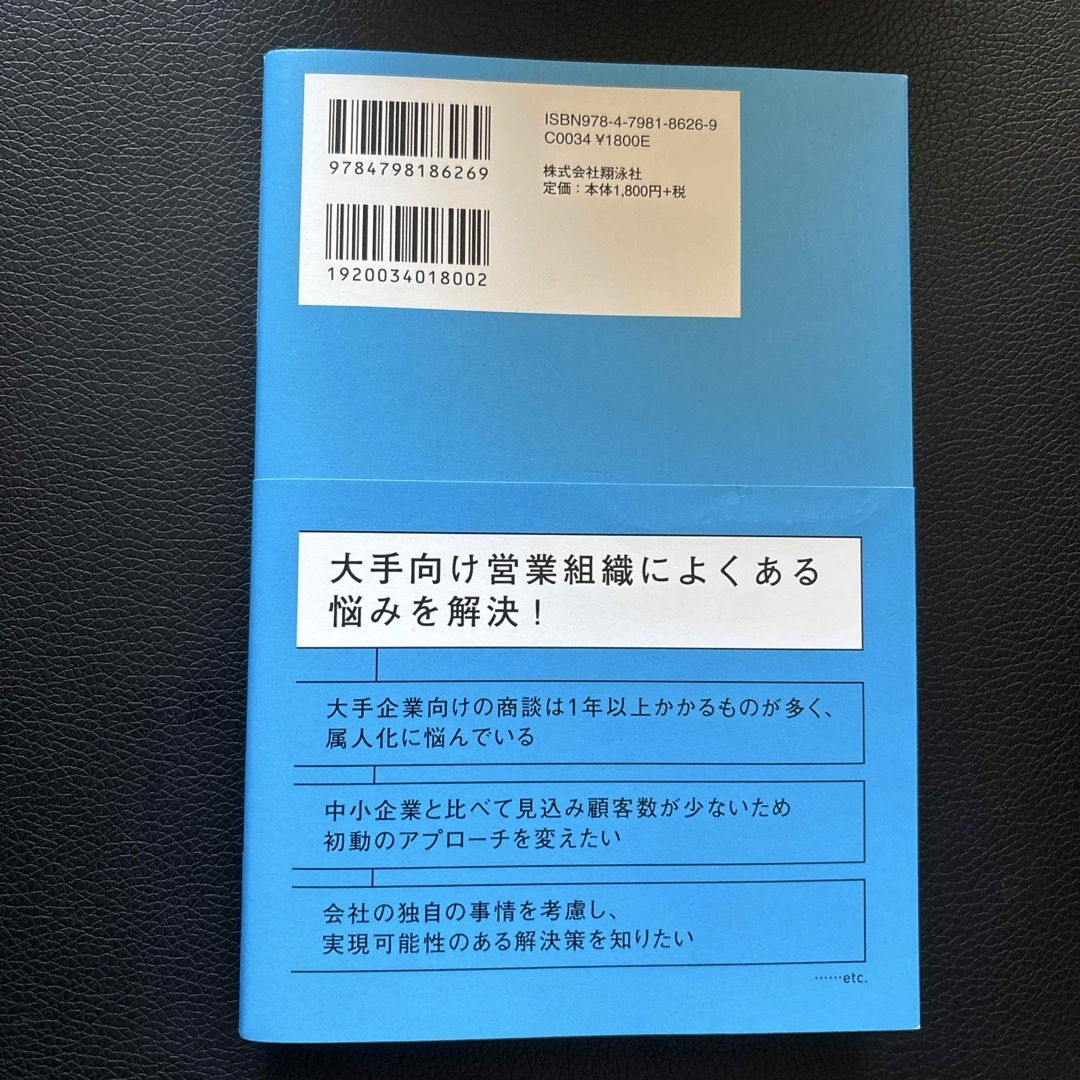 9784798186269
1920034018002
ISBN978-4-7981-8626-9
C0034 ¥1800E
株式会社翔泳社
定価：本体1,800円+税
大手向け営業組織によくある
悩みを解決！
大手企業向けの商談は1年以上かかるものが多く、
属人化に悩んでいる
中小企業と比べて見込み顧客数が少ないため
初動のアプローチを変えたい
会社の独自の事情を考慮し、
実現可能性のある解決策を知りたい
……etc.